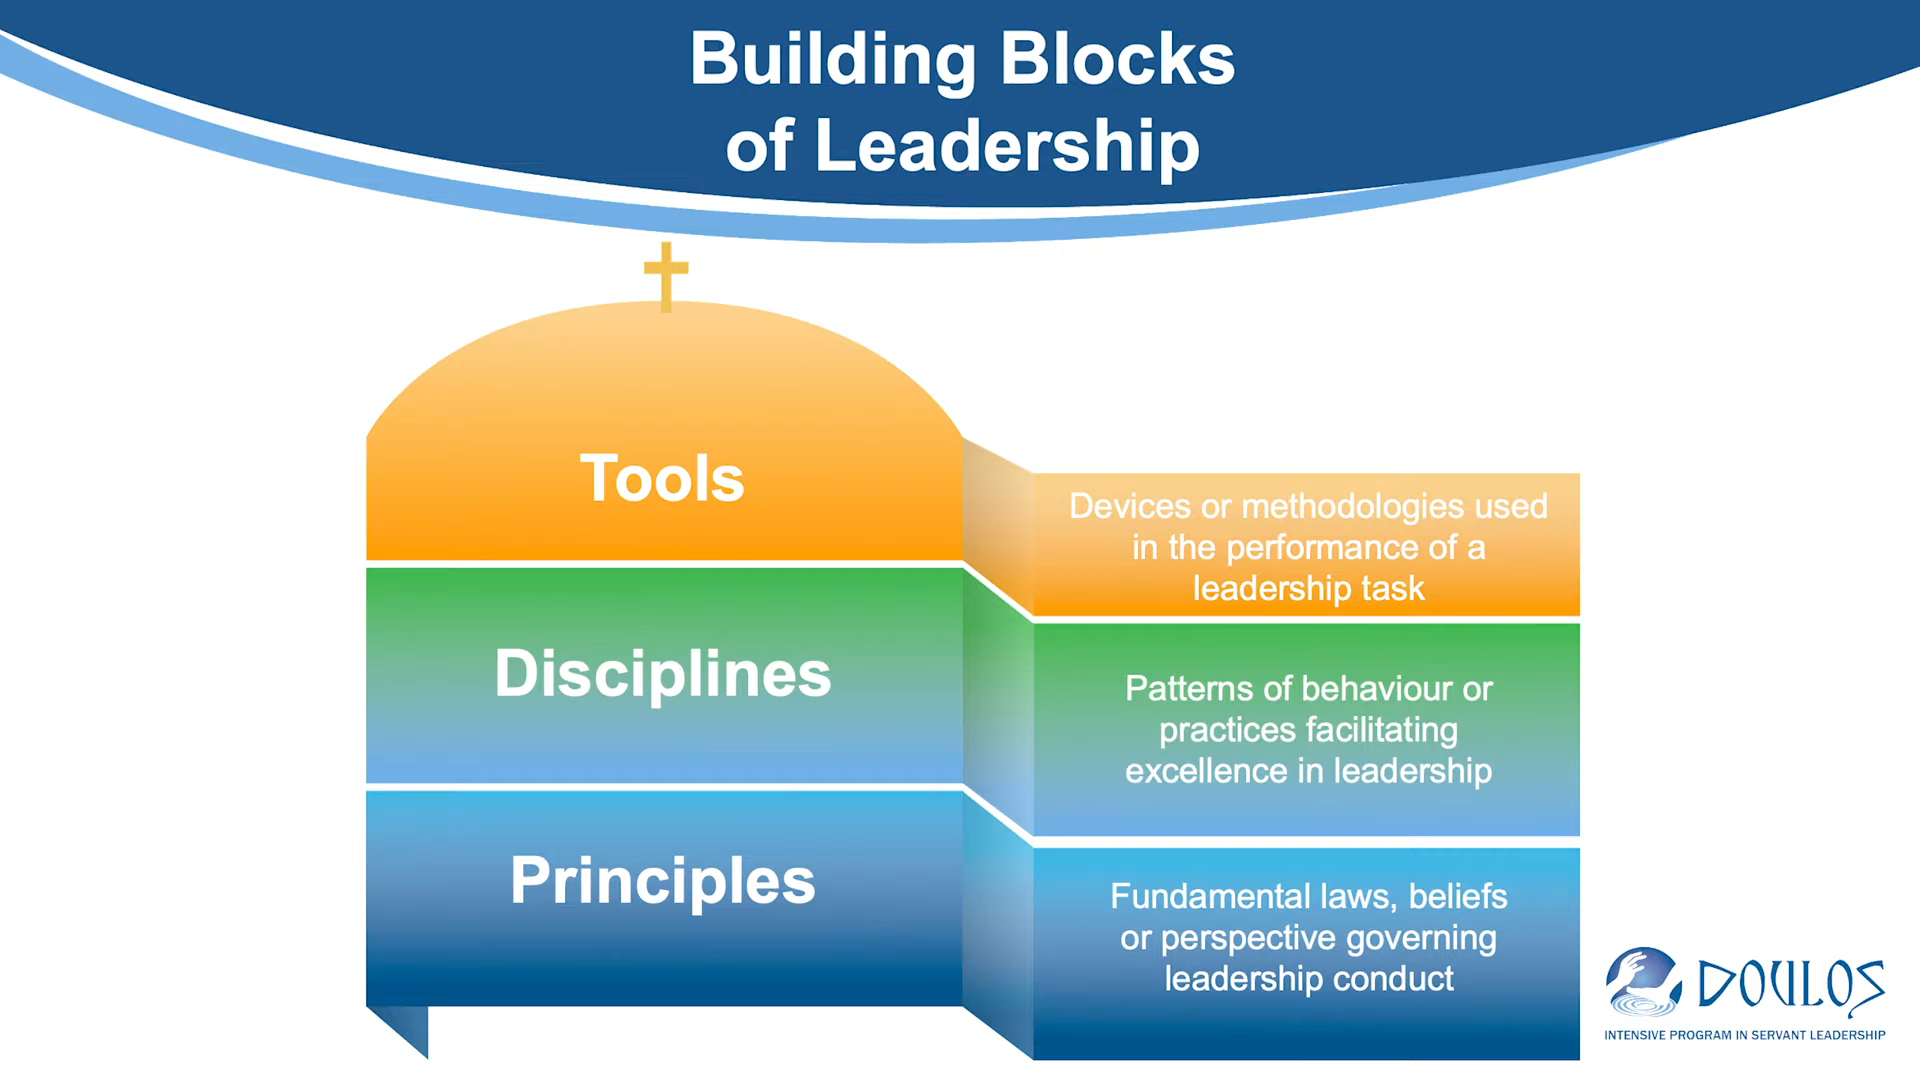 Building Blocks
of Leadership
Tools
Devices or methodologies used
in the performance of a
leadership task
Disciplines
Patterns of behaviour or
practices facilitating
excellence in leadership
Principles
Fundamental laws, beliefs
or perspective governing
leadership conduct
DOULOS
INTENSIVE PROGRAM IN SERVANT LEADERSHIP